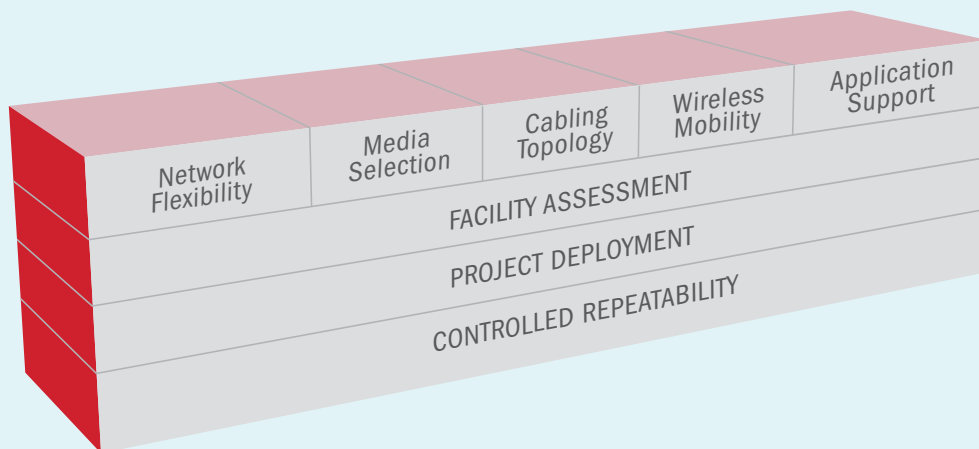 Network
Flexibility
Media
Selection
Cabling
Topology
Wireless
Mobility
Application
Support
FACILITY ASSESSMENT
PROJECT DEPLOYMENT
CONTROLLED REPEATABILITY